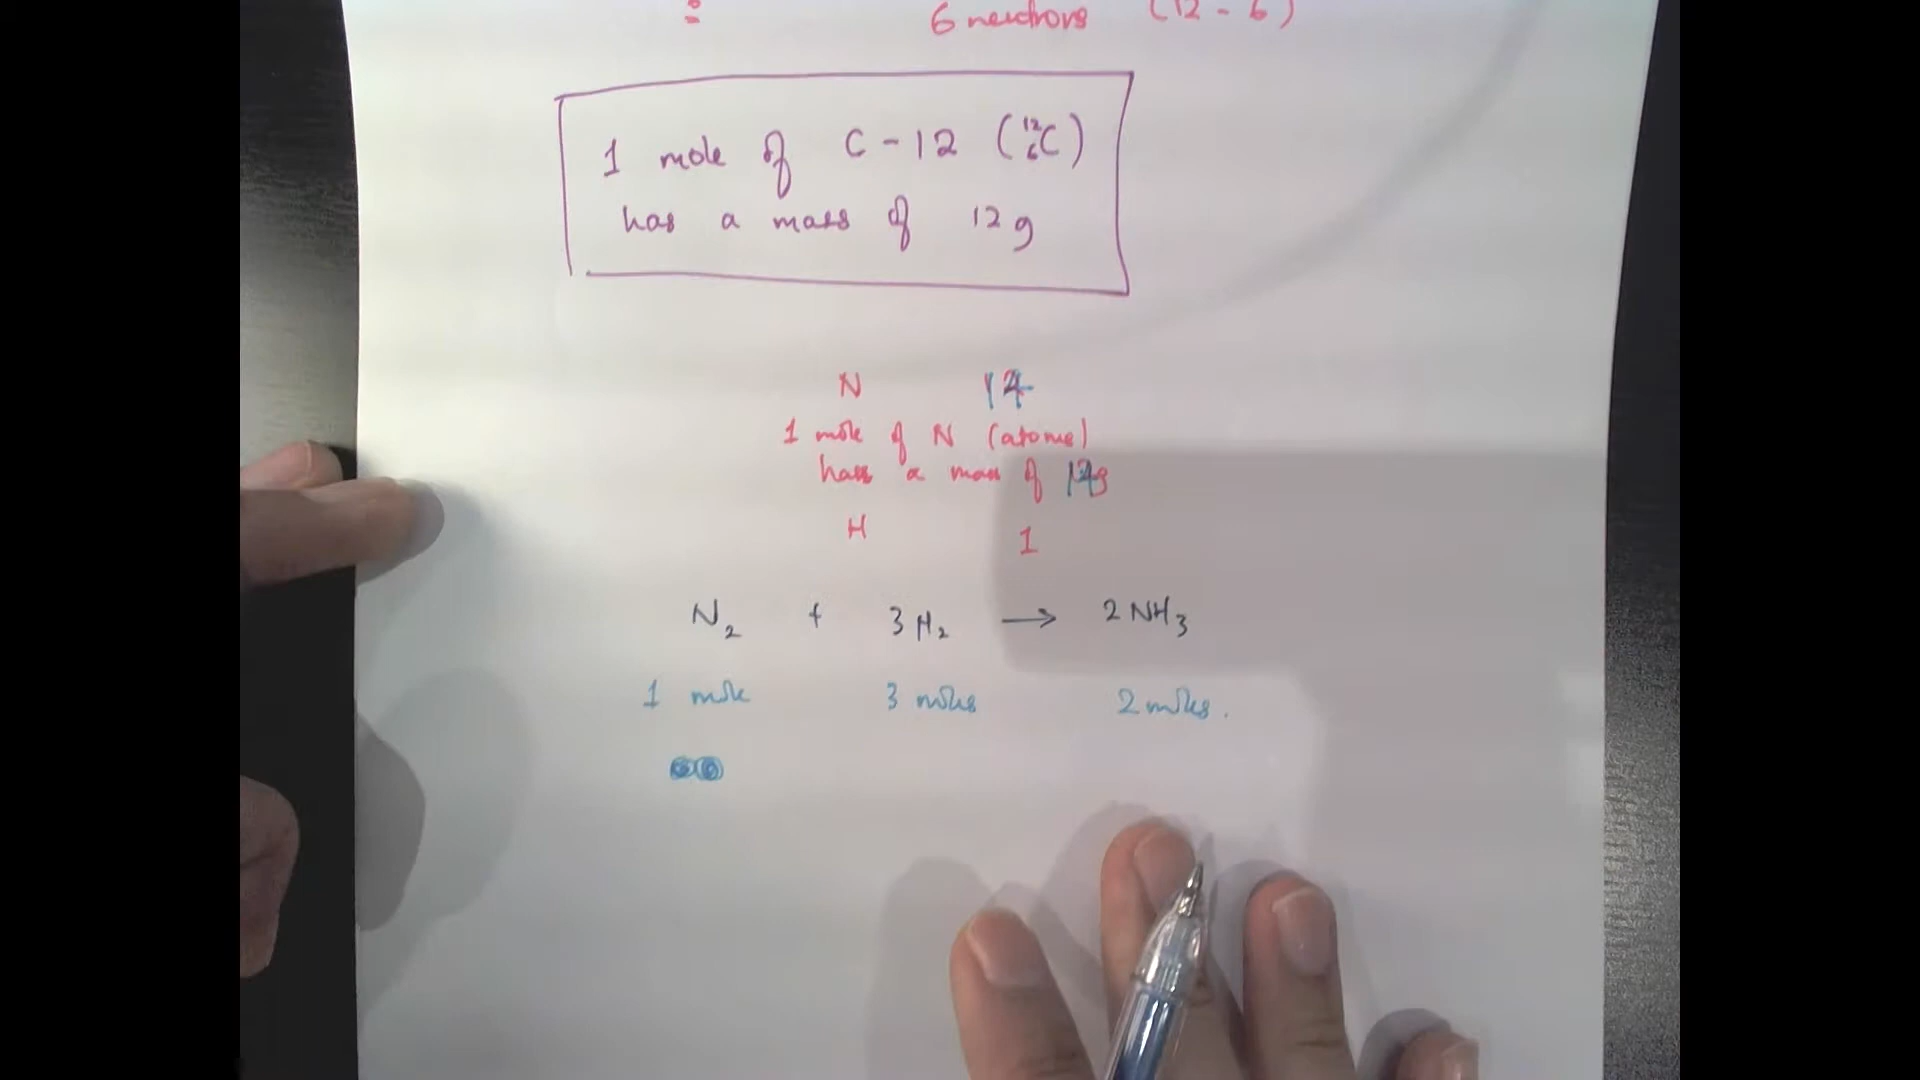 6 neutrons (12 - 6)
1 mole of C - 12 (¹²₆C)
has a mass of 12g
N 14
1 mole of N (atoms)
has a mass of 14g
H 1
N₂ + 3H₂ → 2NH₃
1 mole 3 moles 2 moles.